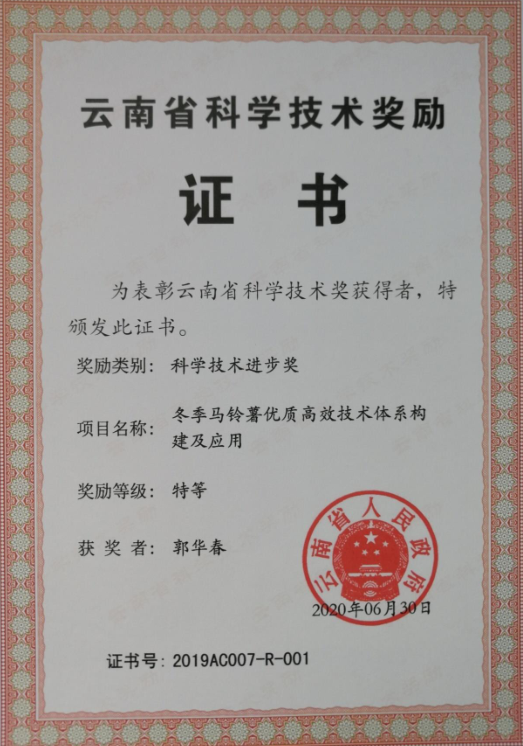 云南省科学技术奖励
证书
为表彰云南省科学技术奖获得者，特
颁发此证书。
奖励类别：科学技术进步奖
项目名称：冬季马铃薯优质高效技术体系构
建及应用
奖励等级：特等
获奖者：郭华春
云南省人民政府
2020年06月30日
证书号：2019AC007-R-001